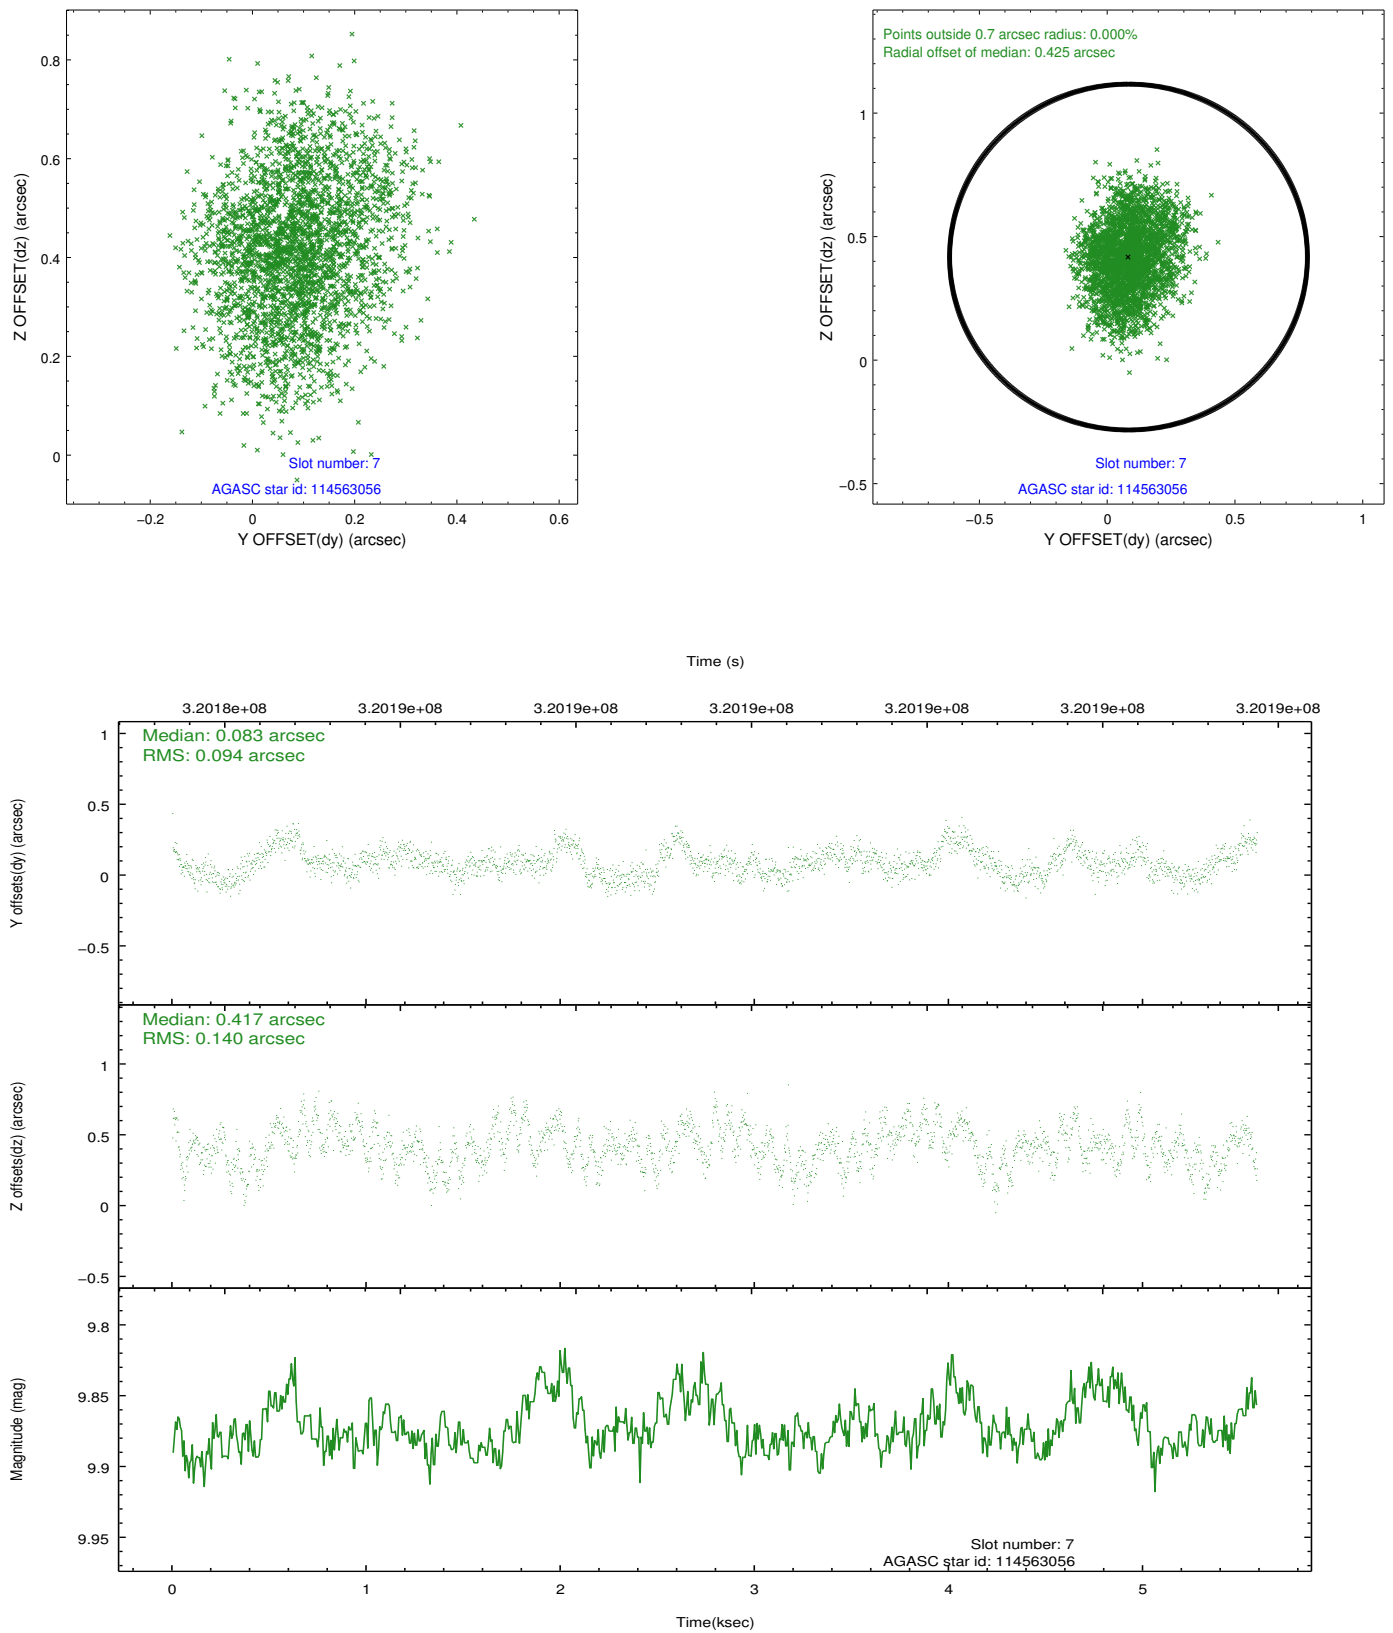 0.8
0.6
0.4
0.2
0
Z OFFSET(dz) (arcsec)
Slot number: 7
AGASC star id: 114563056
−0.2 0 0.2 0.4 0.6
Y OFFSET(dy) (arcsec)
Points outside 0.7 arcsec radius: 0.000%
Radial offset of median: 0.425 arcsec
1
0.5
0
−0.5
Z OFFSET(dz) (arcsec)
Slot number: 7
AGASC star id: 114563056
−0.5 0 0.5 1
Y OFFSET(dy) (arcsec)
Time (s)
3.2018e+08 3.2019e+08 3.2019e+08 3.2019e+08 3.2019e+08 3.2019e+08 3.2019e+08
Median: 0.083 arcsec
RMS: 0.094 arcsec
1
0.5
0
−0.5
Y offsets(dy) (arcsec)
Median: 0.417 arcsec
RMS: 0.140 arcsec
1
0.5
0
−0.5
Z offsets(dz) (arcsec)
9.8
9.85
9.9
9.95
Magnitude (mag)
Slot number: 7
AGASC star id: 114563056
0 1 2 3 4 5
Time(ksec)